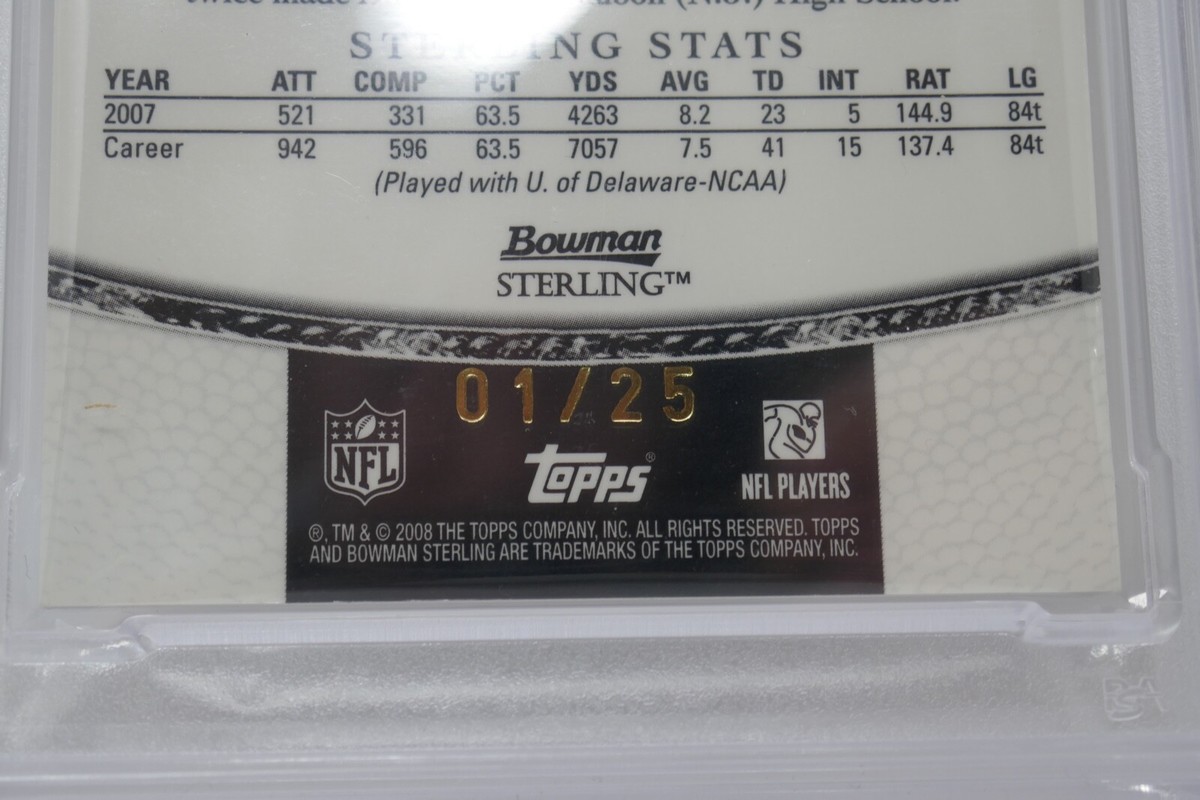 High School.
STERLING STATS
YEAR ATT COMP PCT YDS AVG TD INT RAT LG
2007 521 331 63.5 4263 8.2 23 5 144.9 84t
Career 942 596 63.5 7057 7.5 41 15 137.4 84t
(Played with U. of Delaware-NCAA)
Bowman
STERLING™
01/25
NFL
TOPPS®
NFL PLAYERS
®, TM & © 2008 THE TOPPS COMPANY, INC. ALL RIGHTS RESERVED. TOPPS
AND BOWMAN STERLING ARE TRADEMARKS OF THE TOPPS COMPANY, INC.
PSA